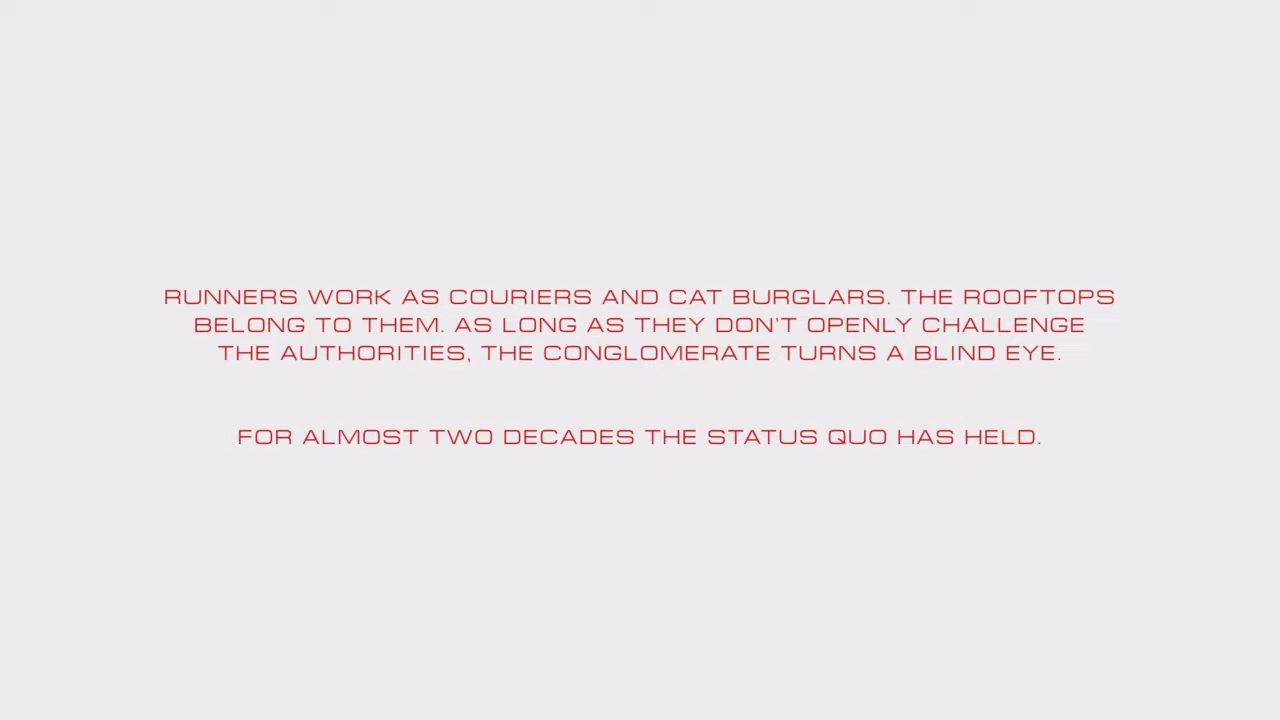 RUNNERS WORK AS COURIERS AND CAT BURGLARS. THE ROOFTOPS
BELONG TO THEM. AS LONG AS THEY DON'T OPENLY CHALLENGE
THE AUTHORITIES, THE CONGLOMERATE TURNS A BLIND EYE.
FOR ALMOST TWO DECADES THE STATUS QUO HAS HELD.